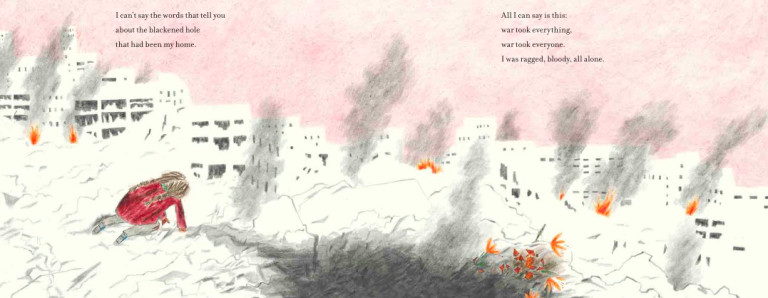 I can't say the words that tell you
about the blackened hole
that had been my home.
All I can say is this:
war took everything,
war took everyone.
I was ragged, bloody, all alone.